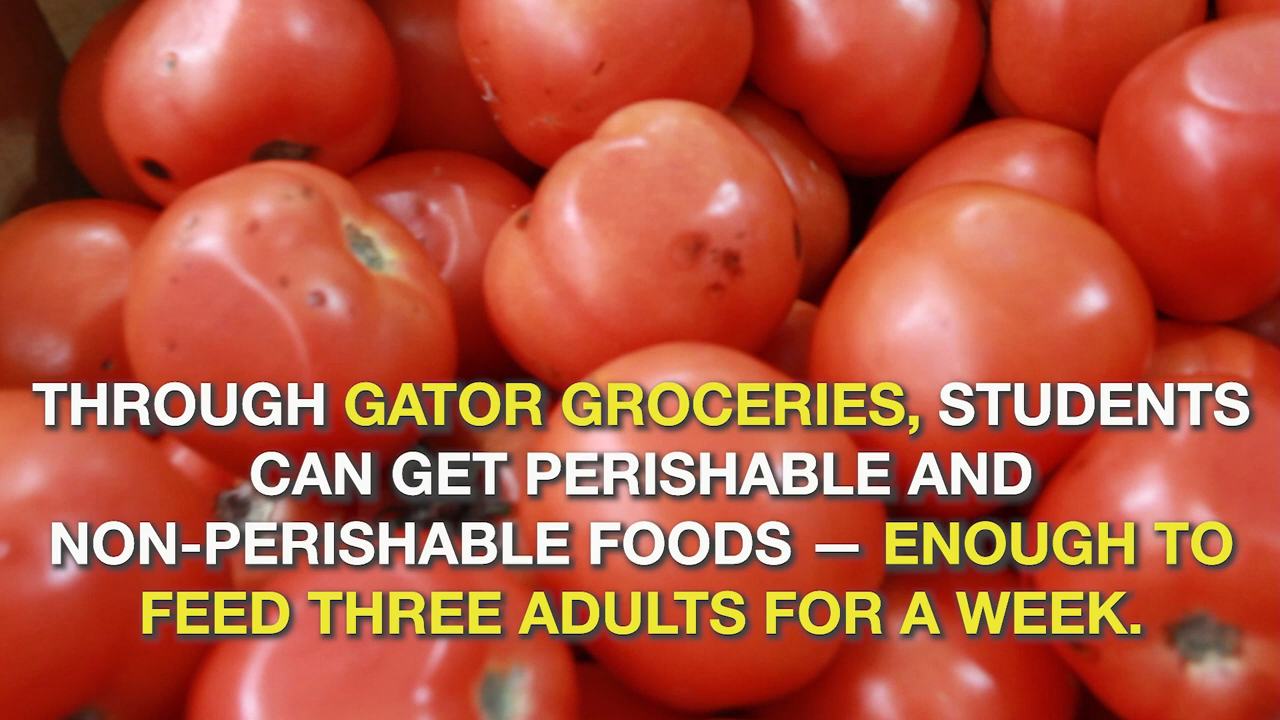 THROUGH GATOR GROCERIES, STUDENTS
CAN GET PERISHABLE AND
NON-PERISHABLE FOODS — ENOUGH TO
FEED THREE ADULTS FOR A WEEK.